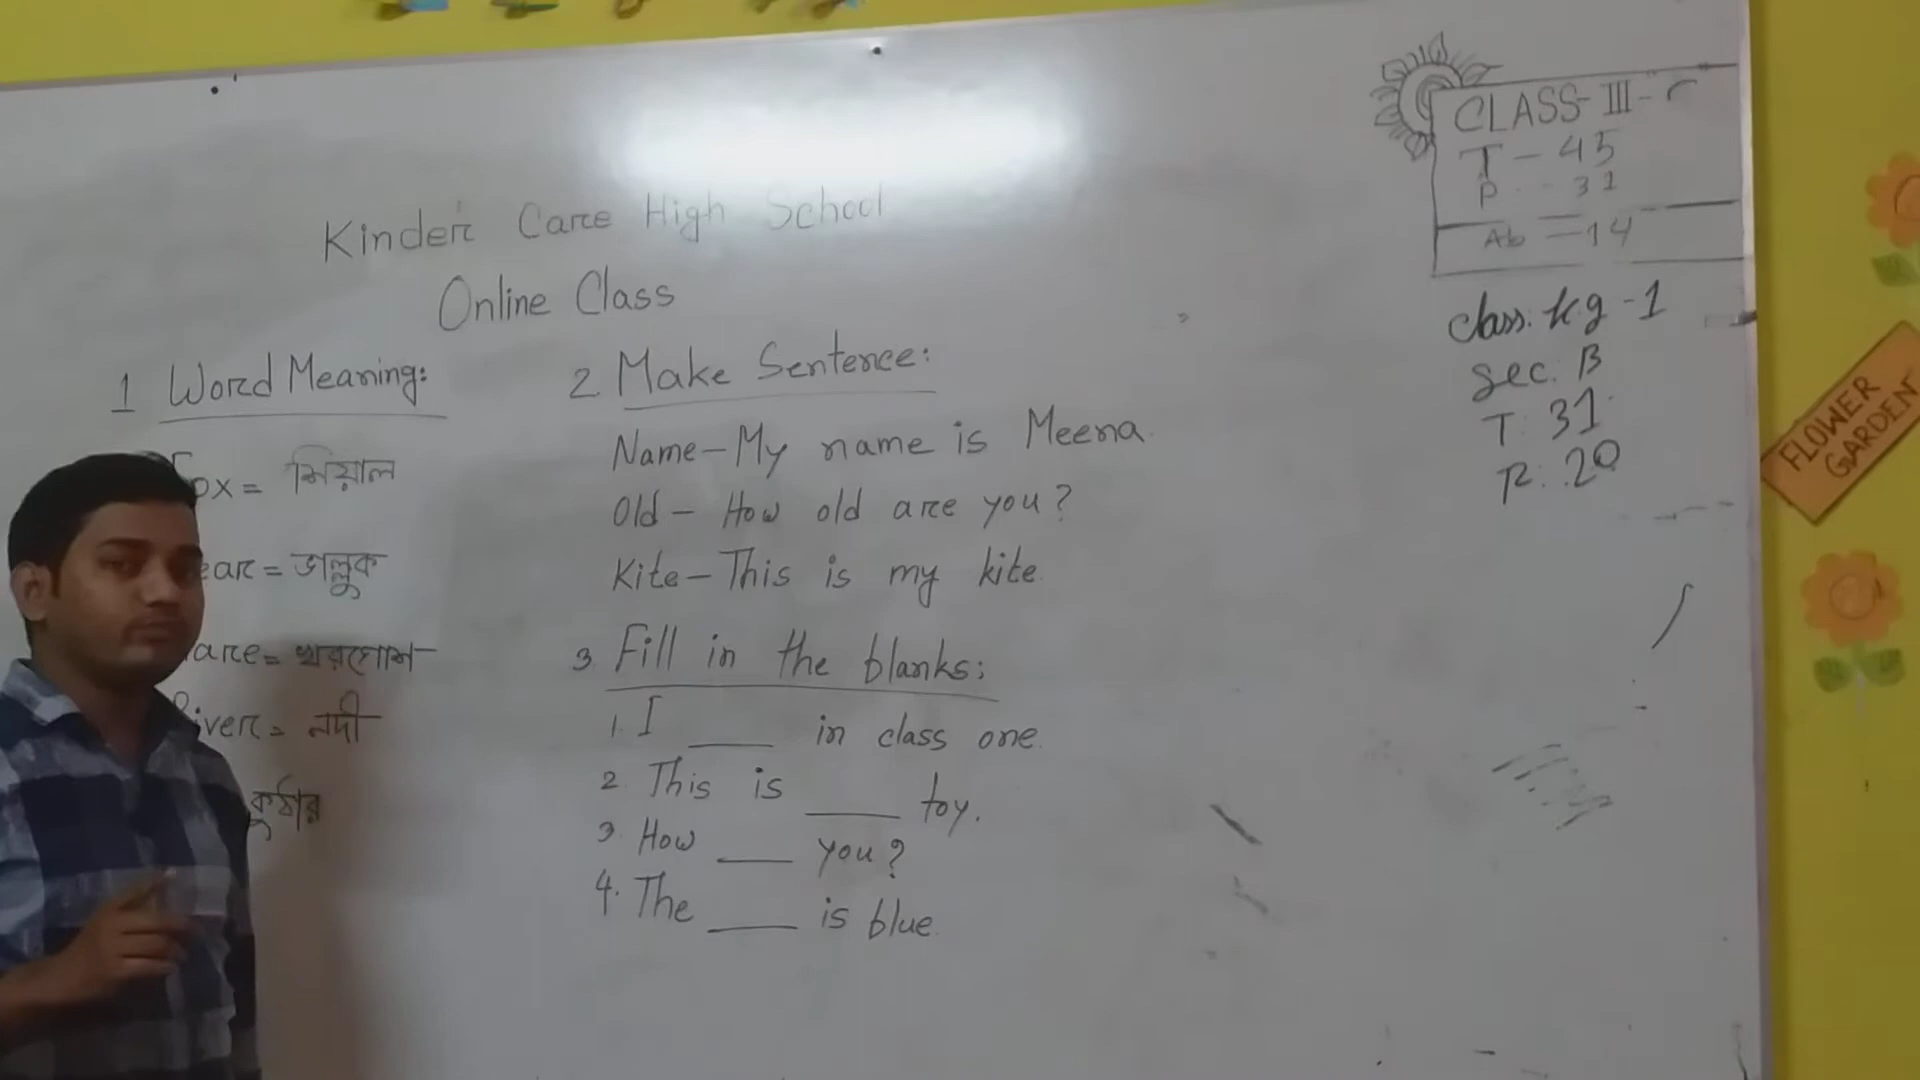 Kinder Care High School
Online Class
1 Word Meaning:
Fox = শিয়াল
ear = ভাল্লুক
are = খরগোশ
River = নদী
কুঠার
2. Make Sentence:
Name - My name is Meena.
Old - How old are you?
Kite - This is my kite.
3 Fill in the blanks:
1. I ____ in class one.
2. This is ____ toy.
3. How ____ you?
4. The ____ is blue.
CLASS-III-
T - 45
P - 31
Ab = 14
class. kg -1
sec. B
T: 31
P: 20
FLOWER
GARDEN